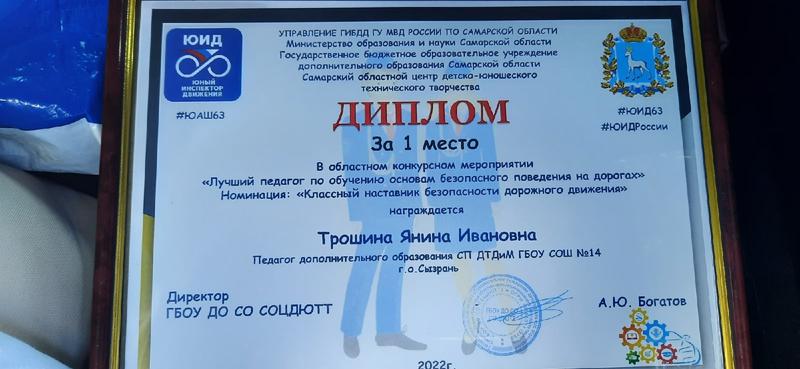 УПРАВЛЕНИЕ ГИБДД ГУ МВД РОССИИ ПО САМАРСКОЙ ОБЛАСТИ
Министерство образования и науки Самарской области
Государственное бюджетное образовательное учреждение
дополнительного образования Самарской области
Самарский областной центр детско-юношеского
технического творчества
ЮИД
ЮНЫЙ
ИНСПЕКТОР
ДВИЖЕНИЯ
#ЮАШ63
#ЮИД63
#ЮИДРоссии
ДИПЛОМ
За 1 место
В областном конкурсном мероприятии
«Лучший педагог по обучению основам безопасного поведения на дорогах»
Номинация: «Классный наставник безопасности дорожного движения»
награждается
Трошина Янина Ивановна
Педагог дополнительного образования СП ДТДиМ ГБОУ СОШ №14
г.о.Сызрань
Директор
ГБОУ ДО СО СОЦДЮТТ
А.Ю. Богатов
2022г.